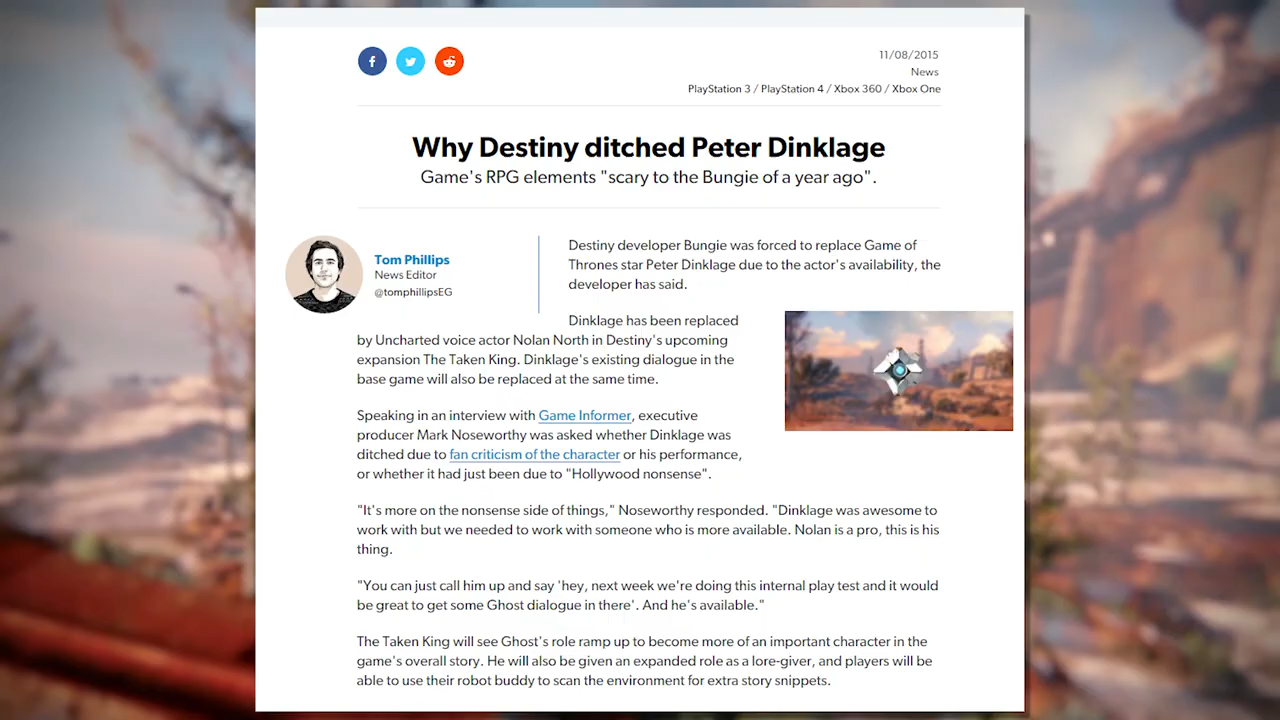 11/08/2015
News
PlayStation 3 / PlayStation 4 / Xbox 360 / Xbox One
Why Destiny ditched Peter Dinklage
Game's RPG elements "scary to the Bungie of a year ago".
Tom Phillips
News Editor
@tomphillipsEG
Destiny developer Bungie was forced to replace Game of
Thrones star Peter Dinklage due to the actor's availability, the
developer has said.
Dinklage has been replaced
by Uncharted voice actor Nolan North in Destiny's upcoming
expansion The Taken King. Dinklage's existing dialogue in the
base game will also be replaced at the same time.
Speaking in an interview with Game Informer, executive
producer Mark Noseworthy was asked whether Dinklage was
ditched due to fan criticism of the character or his performance,
or whether it had just been due to "Hollywood nonsense".
"It's more on the nonsense side of things," Noseworthy responded. "Dinklage was awesome to
work with but we needed to work with someone who is more available. Nolan is a pro, this is his
thing.
"You can just call him up and say 'hey, next week we're doing this internal play test and it would
be great to get some Ghost dialogue in there'. And he's available."
The Taken King will see Ghost's role ramp up to become more of an important character in the
game's overall story. He will also be given an expanded role as a lore-giver, and players will be
able to use their robot buddy to scan the environment for extra story snippets.